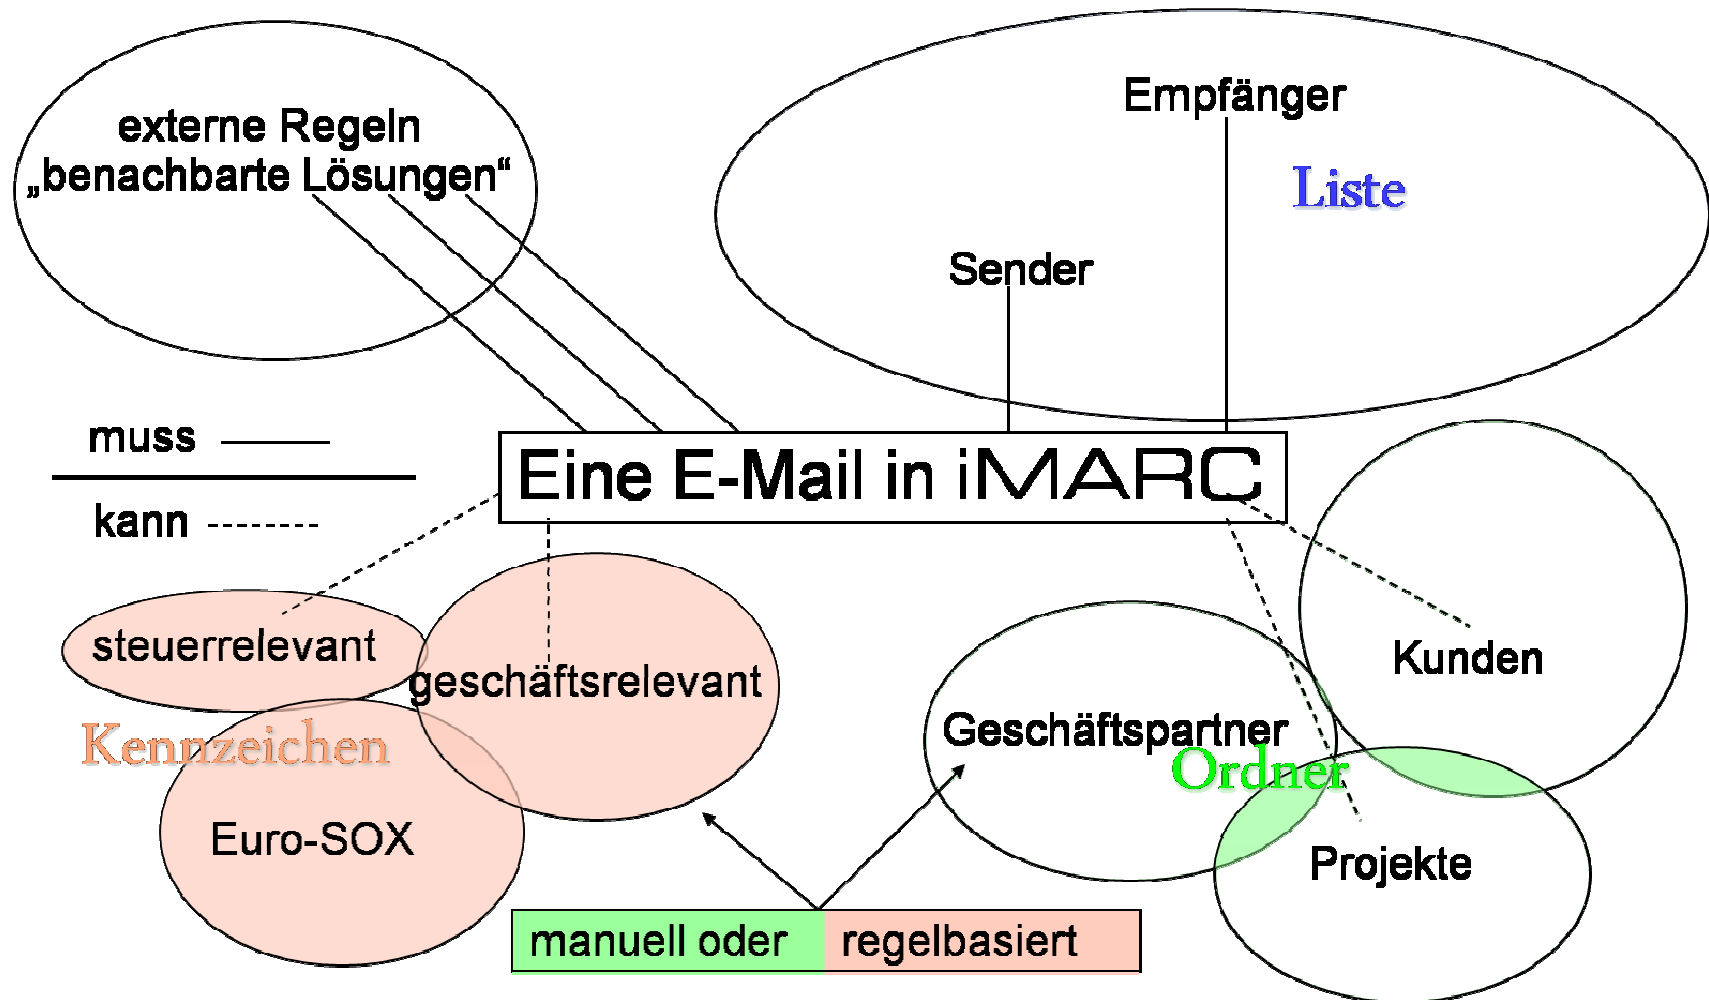 externe Regeln
„benachbarte Lösungen“
Empfänger
Liste
Sender
muss
kann
Eine E-Mail in iMARC
steuerrelevant
geschäftsrelevant
Kennzeichen
Euro-SOX
Kunden
Geschäftspartner
Ordner
Projekte
manuell oder regelbasiert